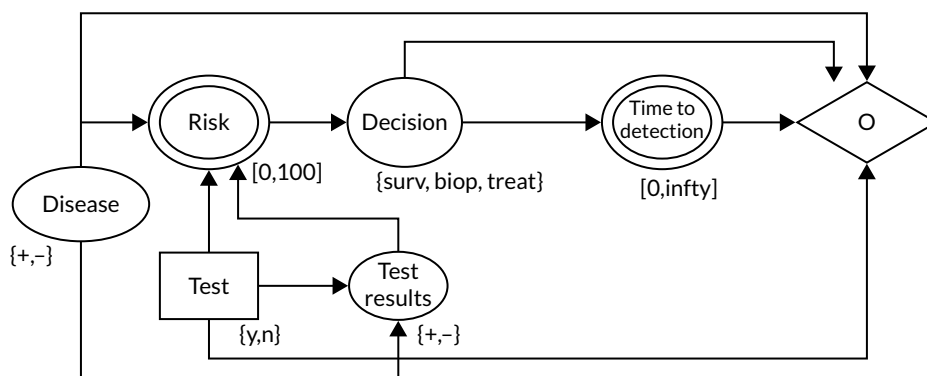 Risk
[0,100]
Decision
{surv, biop, treat}
Time to
detection
[0,infty]
O
Disease
{+,–}
Test
{y,n}
Test
results
{+,–}